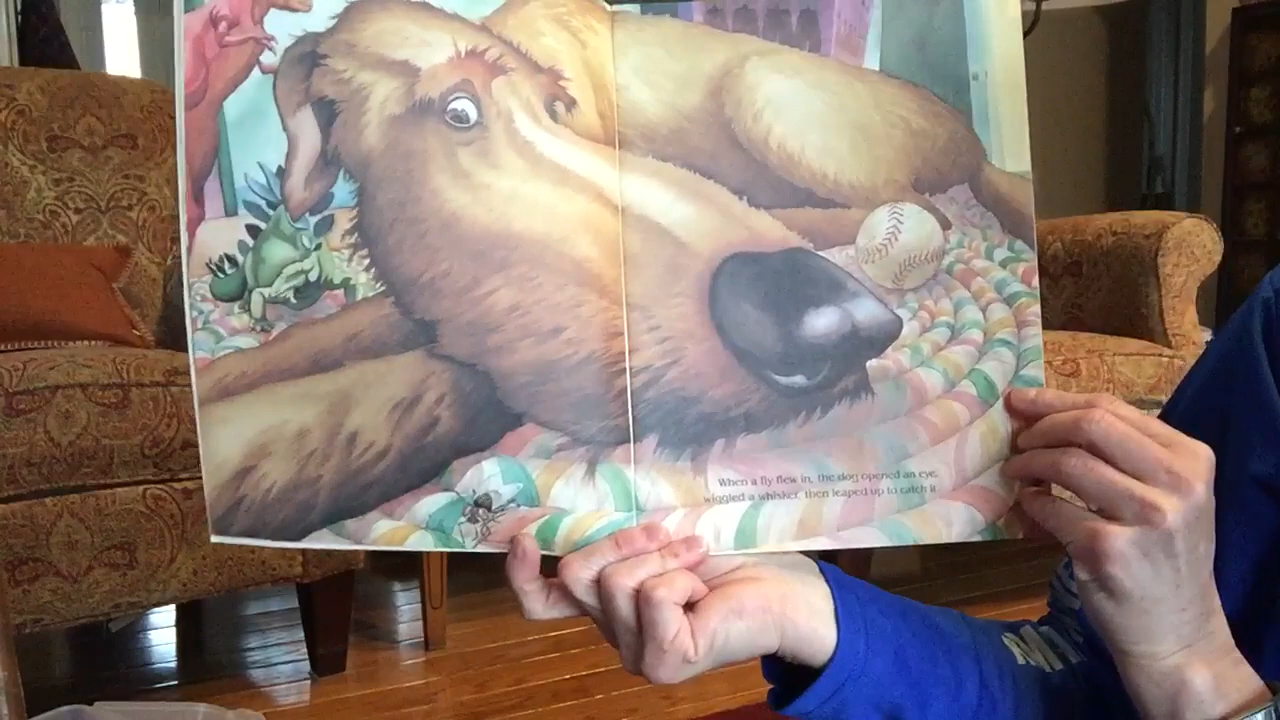 When a fly flew in, the dog opened an eye,
wiggled a whisker, then leaped up to catch it.